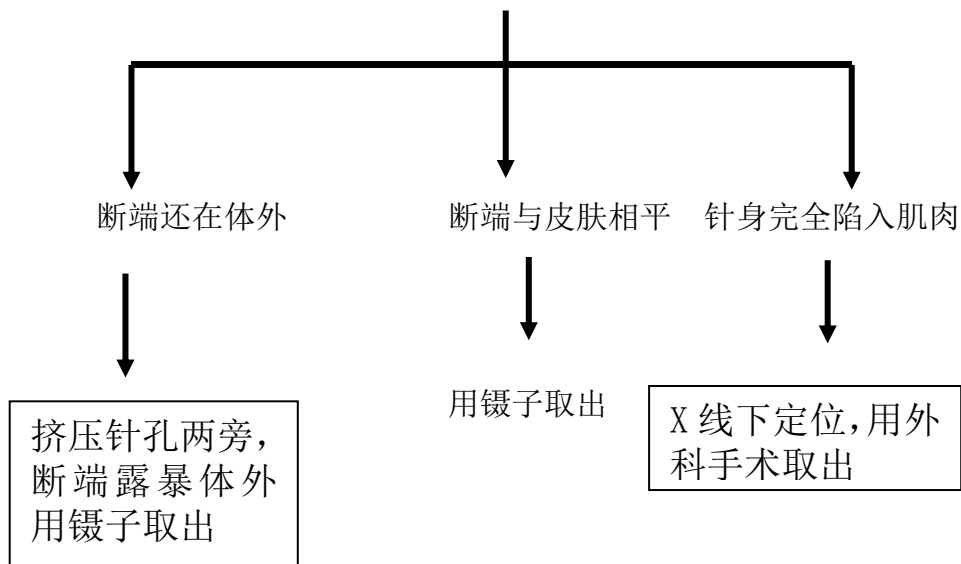 断端还在体外
断端与皮肤相平
针身完全陷入肌肉
挤压针孔两旁，
断端露暴体外
用镊子取出
用镊子取出
X 线下定位，用外
科手术取出